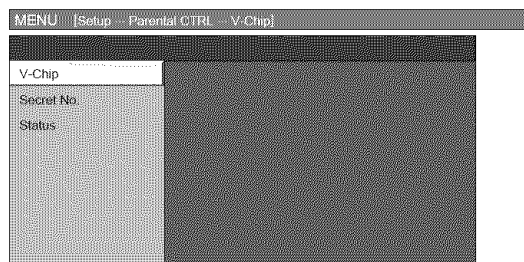 MENU [Setup ··· Parental CTRL ··· V-Chip]
V-Chip
Secret No.
Status